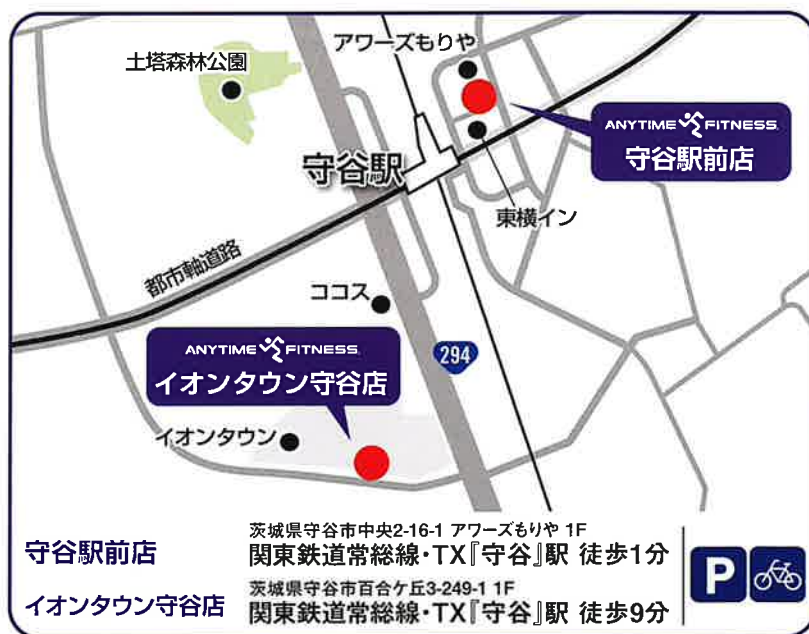 アワーズもりや
土塔森林公園
ANYTIME FITNESS
守谷駅前店
守谷駅
東横イン
都市軸道路
ココス
294
ANYTIME FITNESS
イオンタウン守谷店
イオンタウン
守谷駅前店
茨城県守谷市中央2-16-1 アワーズもりや 1F
関東鉄道常総線・TX『守谷』駅 徒歩1分
イオンタウン守谷店
茨城県守谷市百合ケ丘3-249-1 1F
関東鉄道常総線・TX『守谷』駅 徒歩9分
P